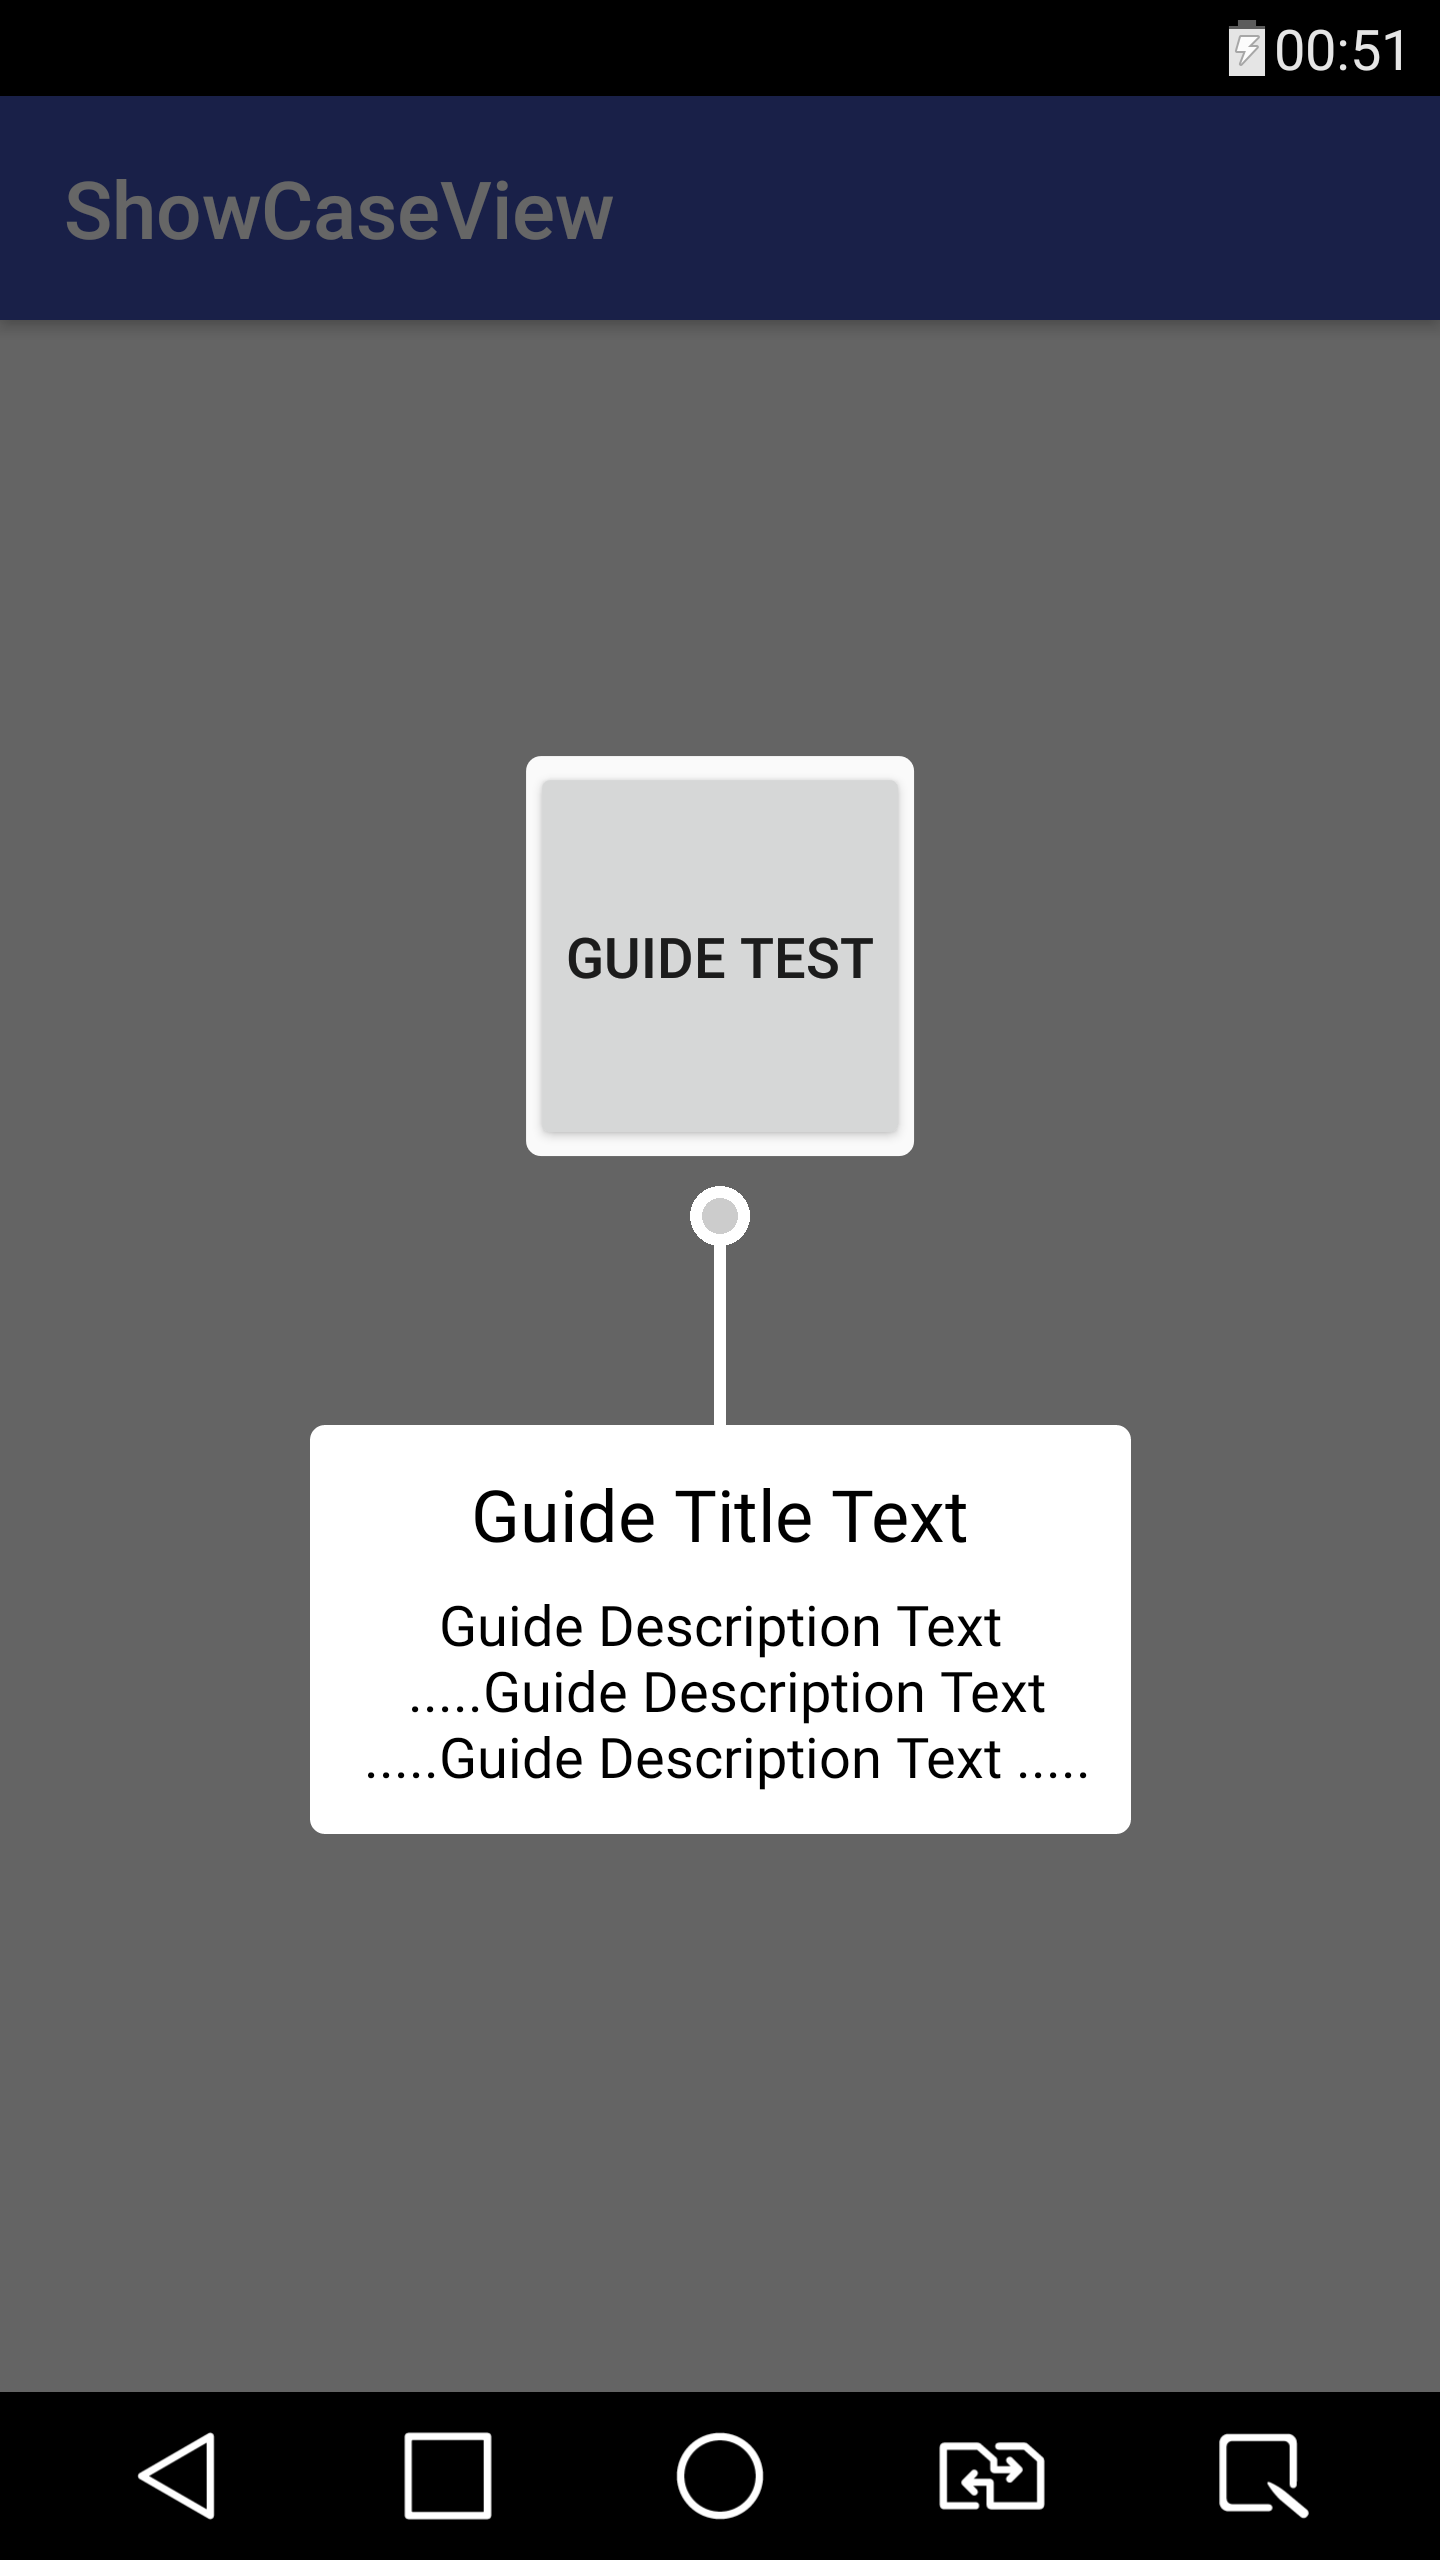 00:51
ShowCaseView
GUIDE TEST
Guide Title Text
Guide Description Text
.....Guide Description Text
.....Guide Description Text .....